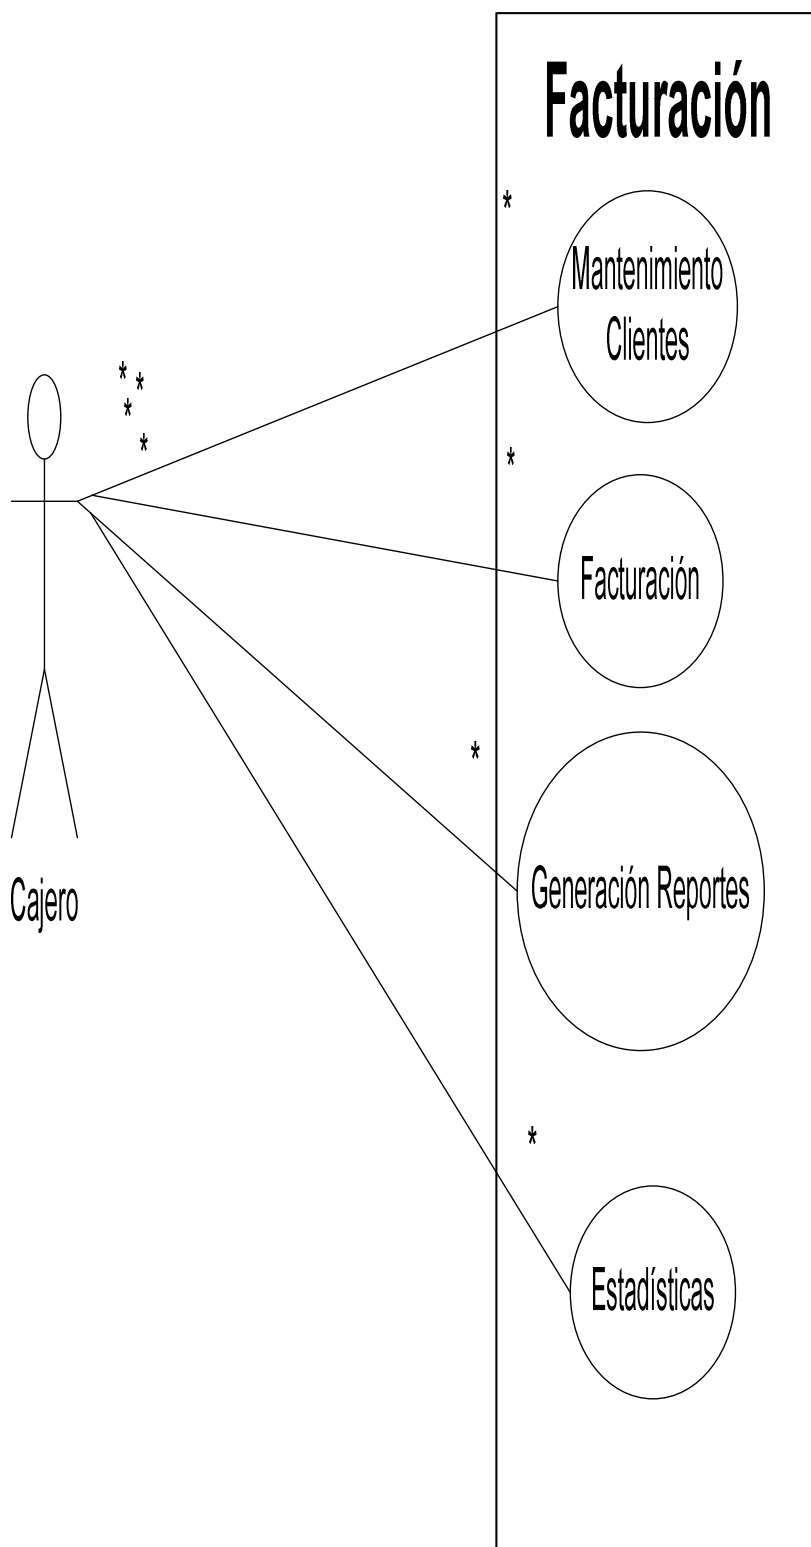 Facturación
*
Mantenimiento
Clientes
*
*
*
*
*
Facturación
*
Generación Reportes
Cajero
*
Estadísticas